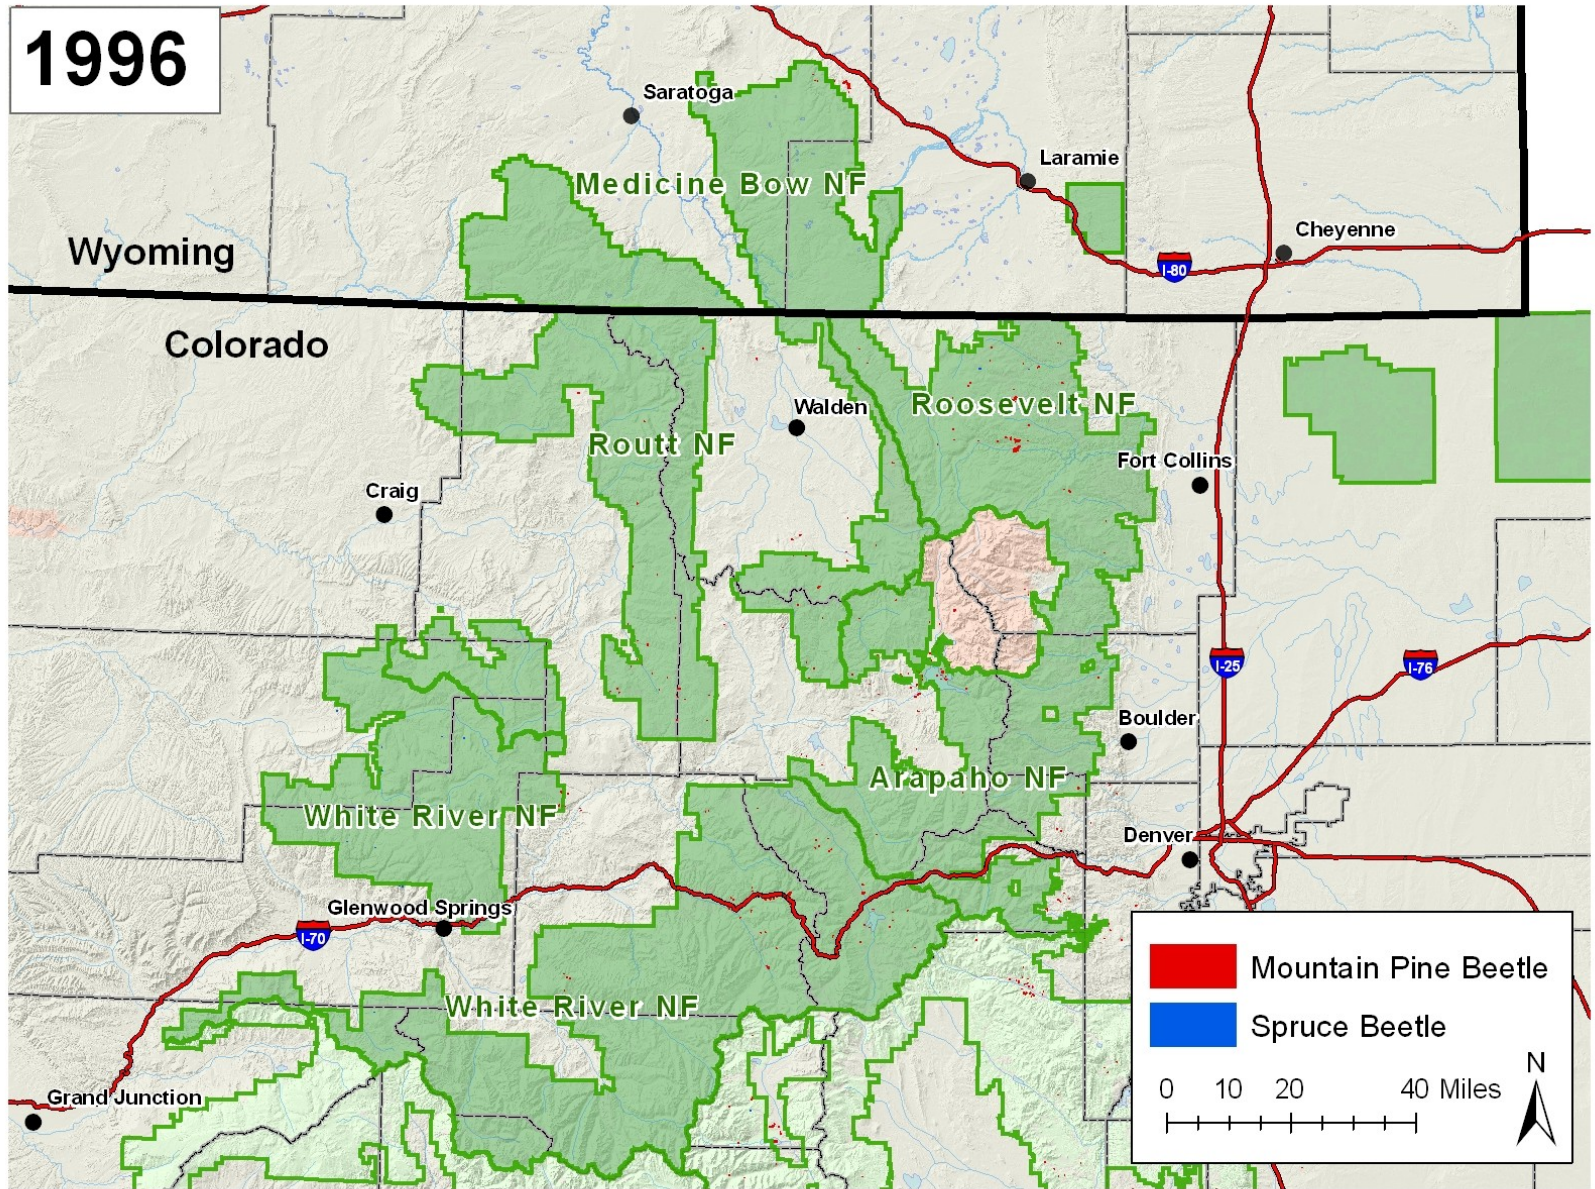 1996
Saratoga
Laramie
Medicine Bow NF
Cheyenne
Wyoming
I-80
Colorado
Walden
Roosevelt NF
Routt NF
Fort Collins
Craig
I-25
I-76
Boulder
Arapaho NF
White River NF
Denver
Glenwood Springs
I-70
White River NF
Mountain Pine Beetle
Spruce Beetle
N
0 10 20 40 Miles
Grand Junction